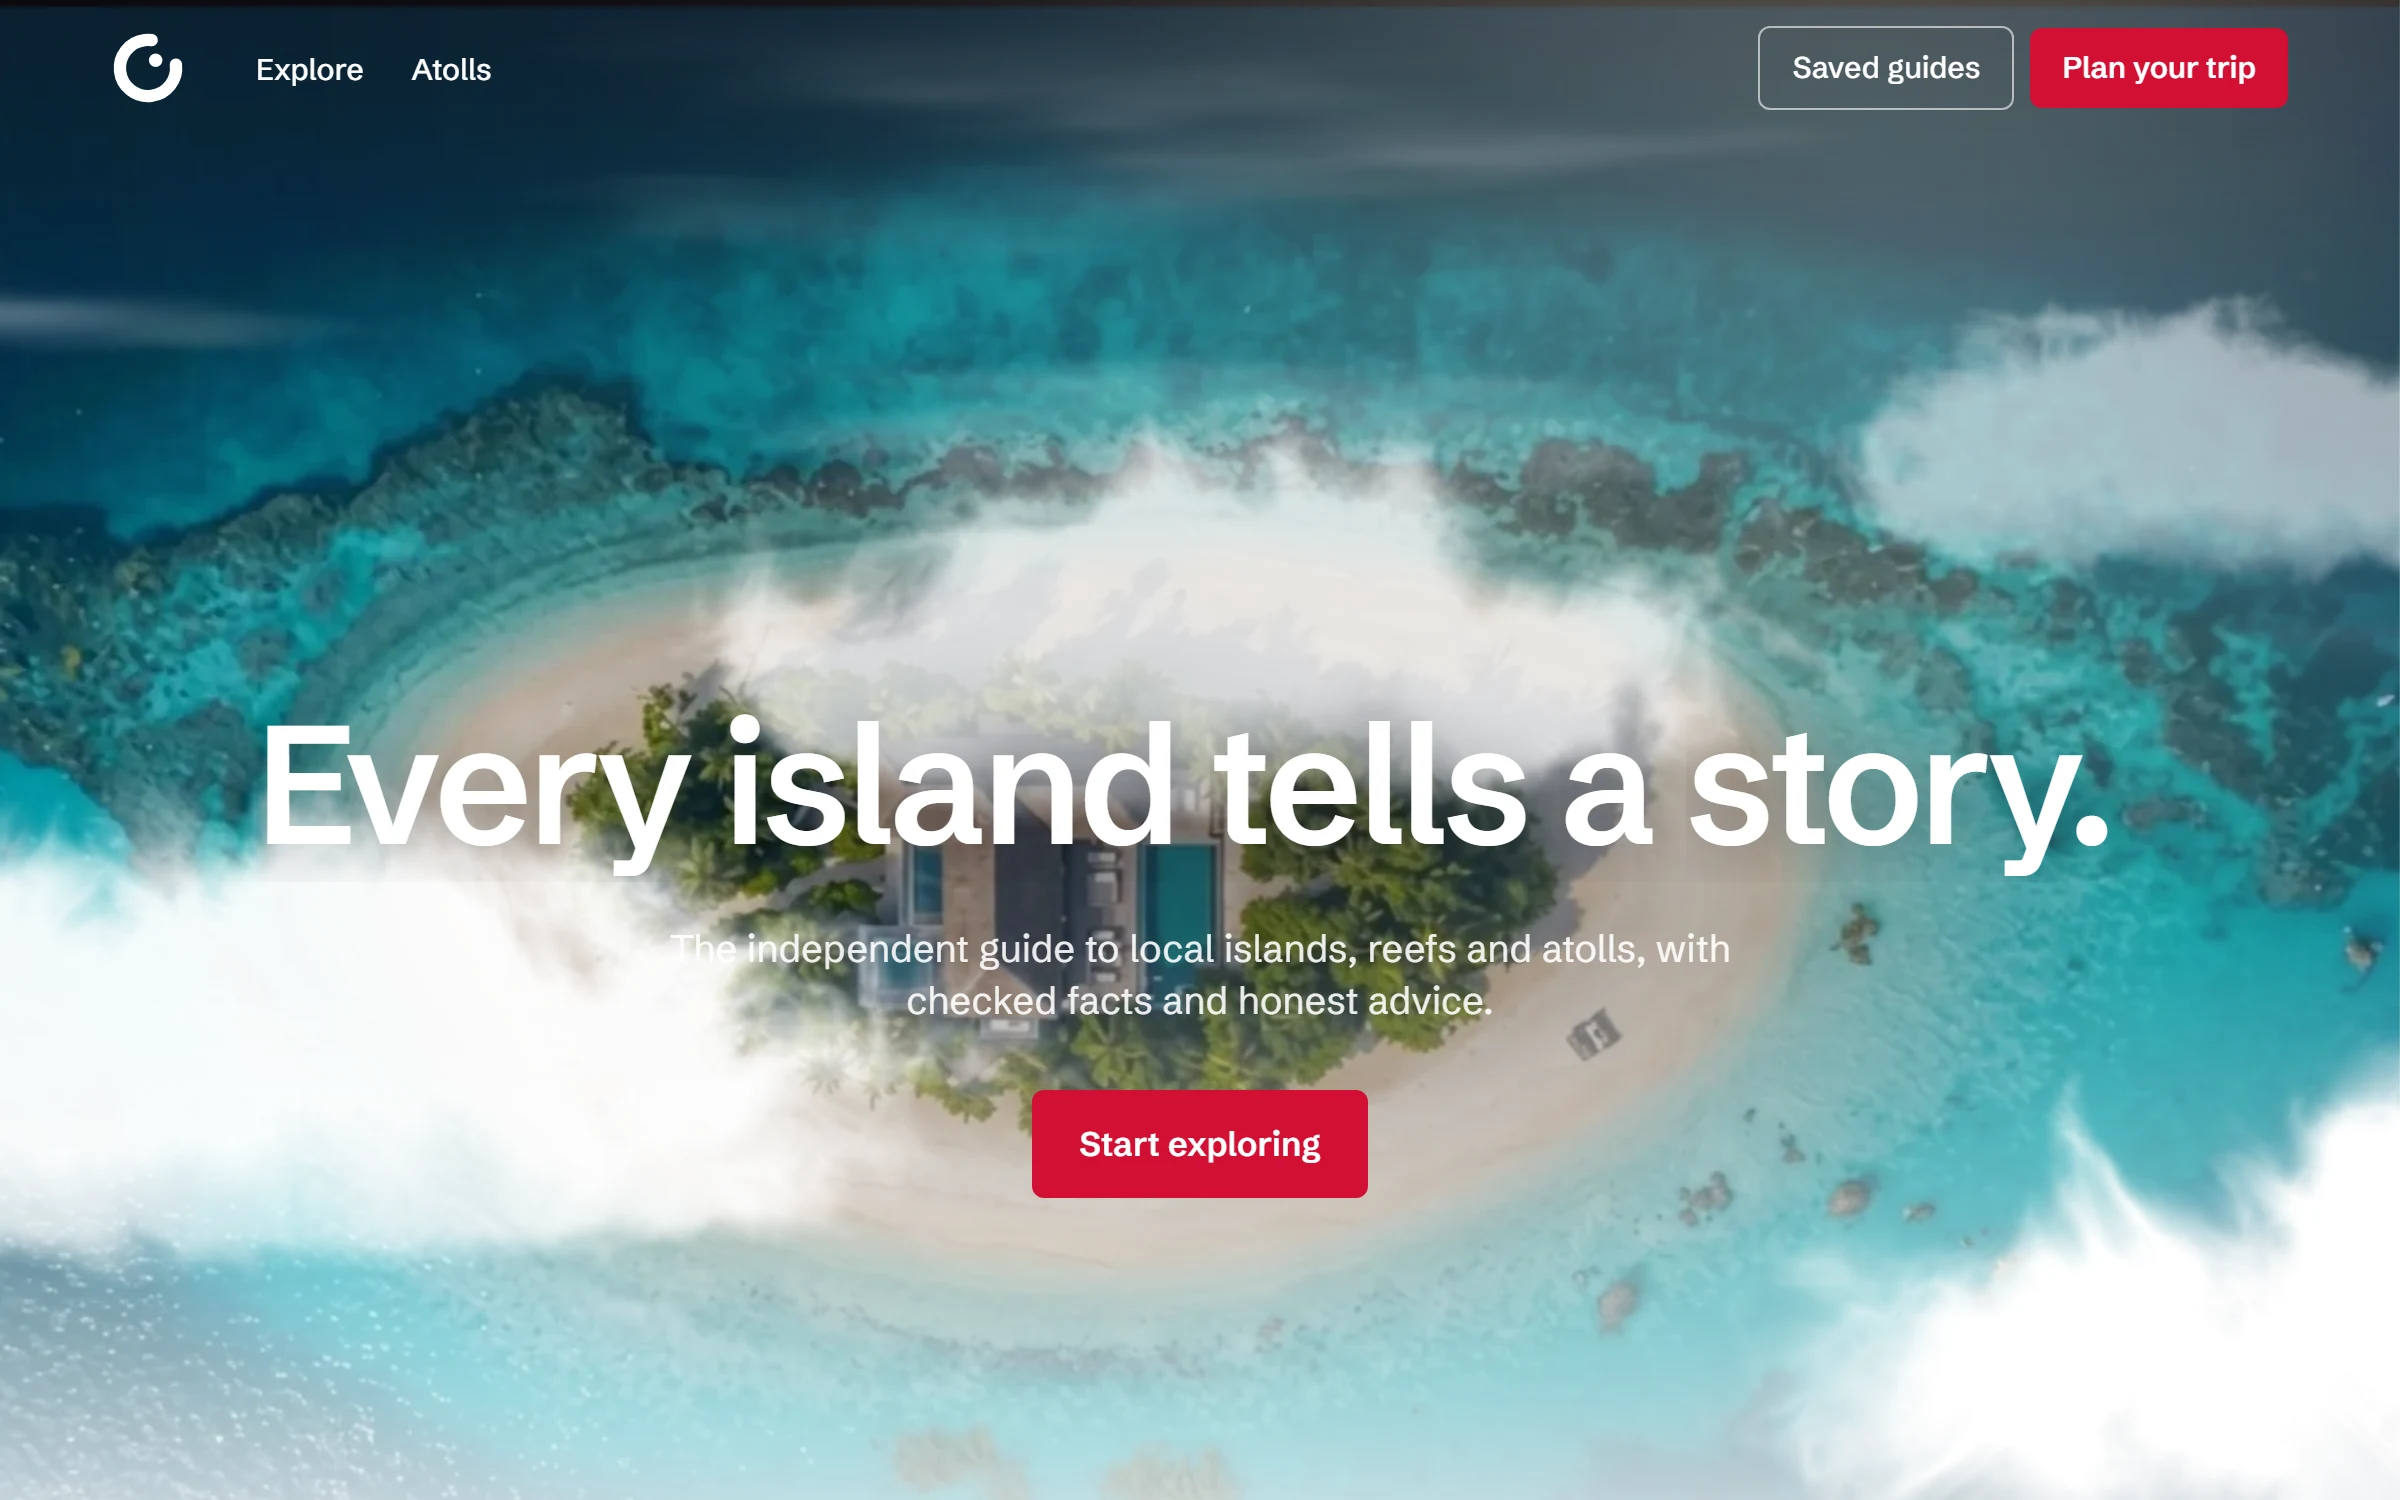 Explore
Atolls
Saved guides
Plan your trip
Every island tells a story.
The independent guide to local islands, reefs and atolls, with
checked facts and honest advice.
Start exploring